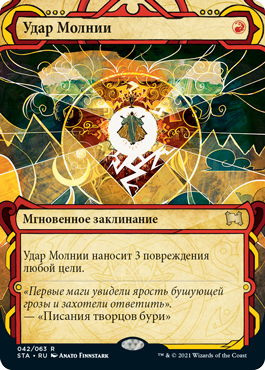 Удар Молнии
Мгновенное заклинание
Удар Молнии наносит 3 повреждения
любой цели.
«Первые маги увидели ярость бушующей
грозы и захотели ответить».
— «Писания творцов бури»
042/063 R
STA • RU ANATO FINNSTARK
™ & © 2021 Wizards of the Coast